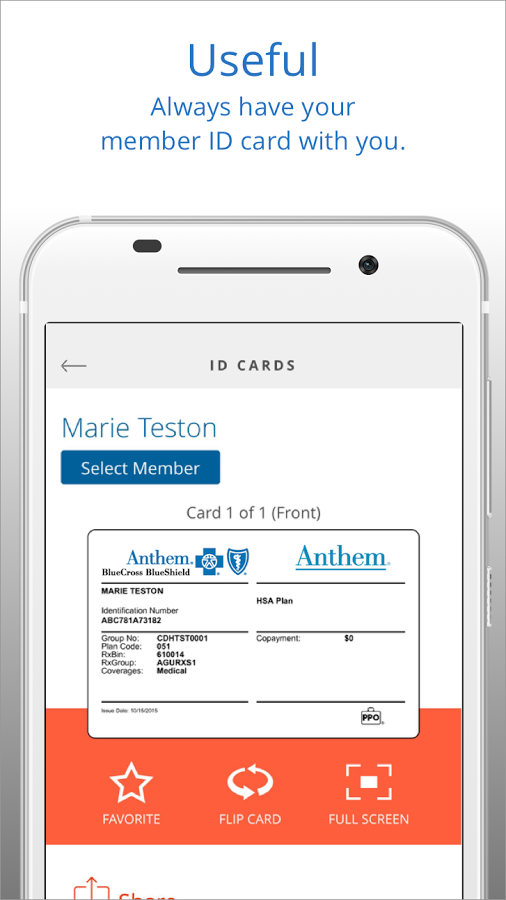 Useful
Always have your
member ID card with you.
ID CARDS
Marie Teston
Select Member
Card 1 of 1 (Front)
Anthem®
BlueCross BlueShield
Anthem®
MARIE TESTON
Identification Number
ABC781A73182
HSA Plan
Group No: CDHTST0001
Plan Code: 051
RxBin: 610014
RxGroup: AGURXS1
Coverages: Medical
Copayment: $0
Issue Date: 10/15/2015
PPO®
FAVORITE
FLIP CARD
FULL SCREEN
Share